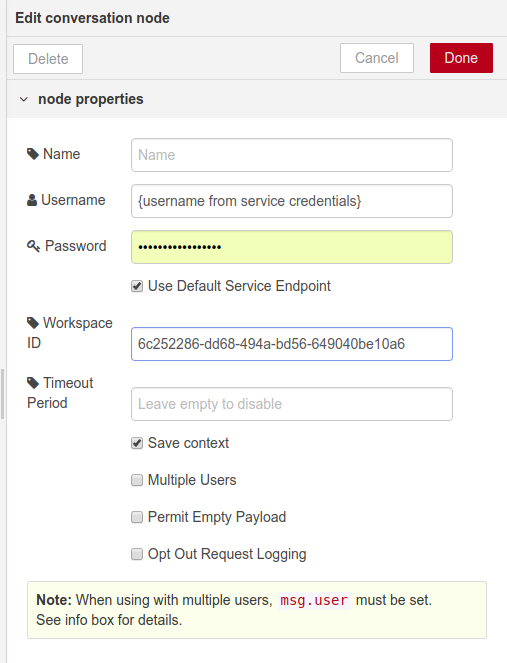 Edit conversation node
Delete
Cancel
Done
node properties
Name
Name
Username
{username from service credentials}
Password
•••••••••••••••••
Use Default Service Endpoint
Workspace
ID
6c252286-dd68-494a-bd56-649040be10a6
Timeout
Period
Leave empty to disable
Save context
Multiple Users
Permit Empty Payload
Opt Out Request Logging
Note: When using with multiple users, msg.user must be set.
See info box for details.